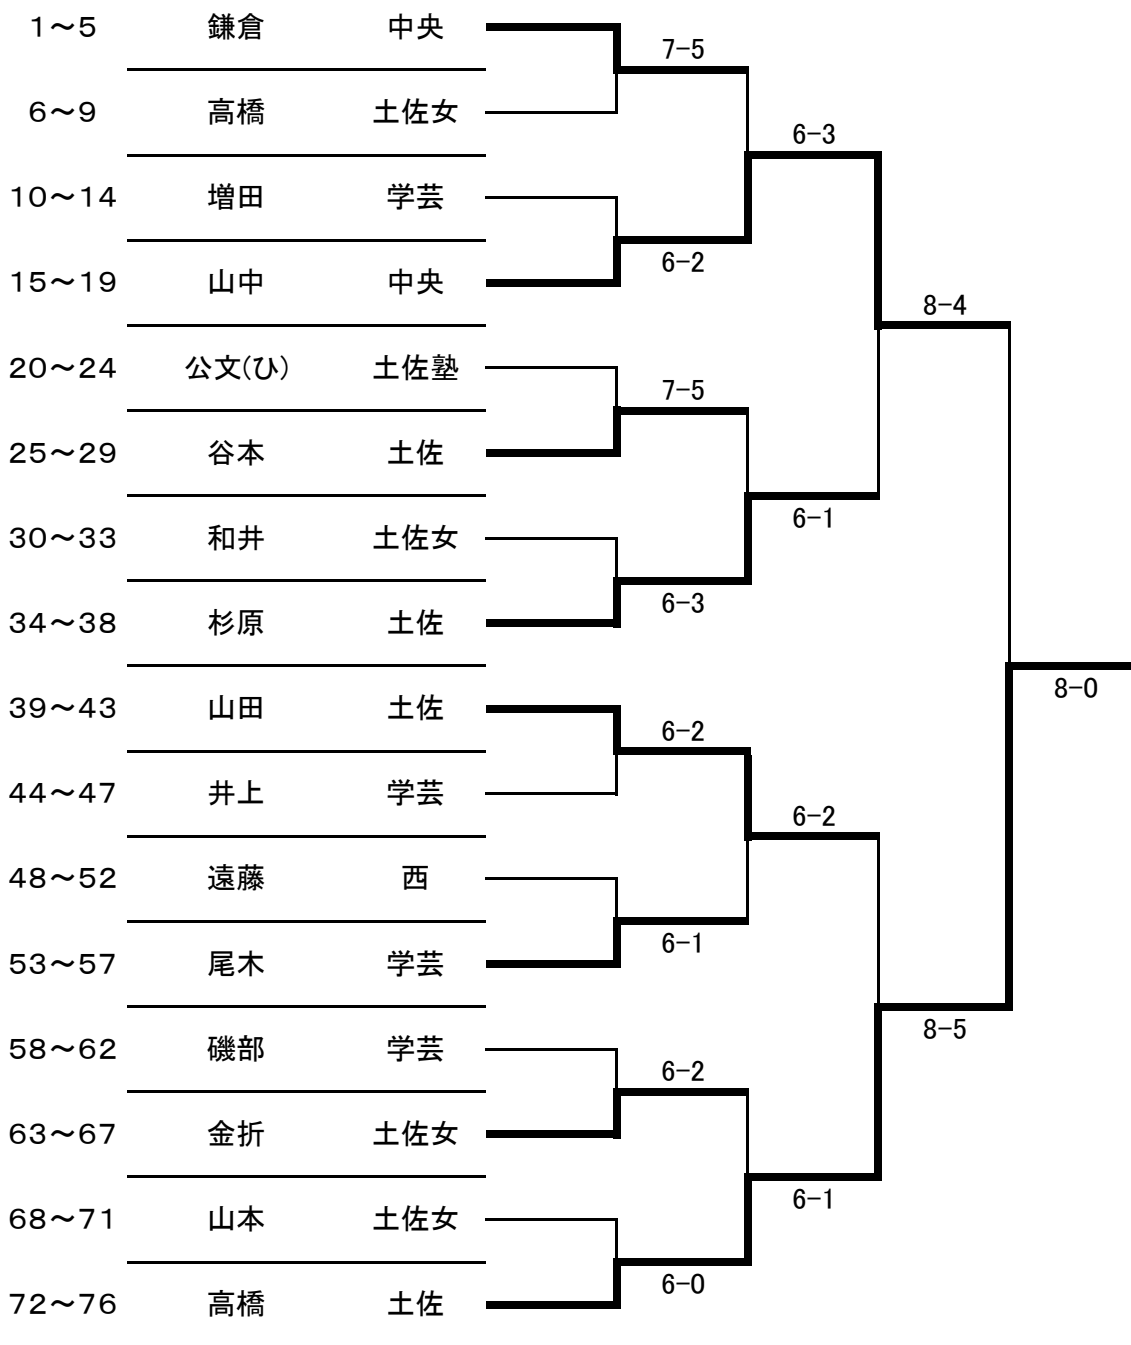 1～5 鎌倉 中央
7-5
6～9 高橋 土佐女
6-3
10～14 増田 学芸
6-2
15～19 山中 中央
8-4
20～24 公文(ひ) 土佐塾
7-5
25～29 谷本 土佐
6-1
30～33 和井 土佐女
6-3
34～38 杉原 土佐
8-0
39～43 山田 土佐
6-2
44～47 井上 学芸
6-2
48～52 遠藤 西
6-1
53～57 尾木 学芸
8-5
58～62 磯部 学芸
6-2
63～67 金折 土佐女
6-1
68～71 山本 土佐女
6-0
72～76 高橋 土佐